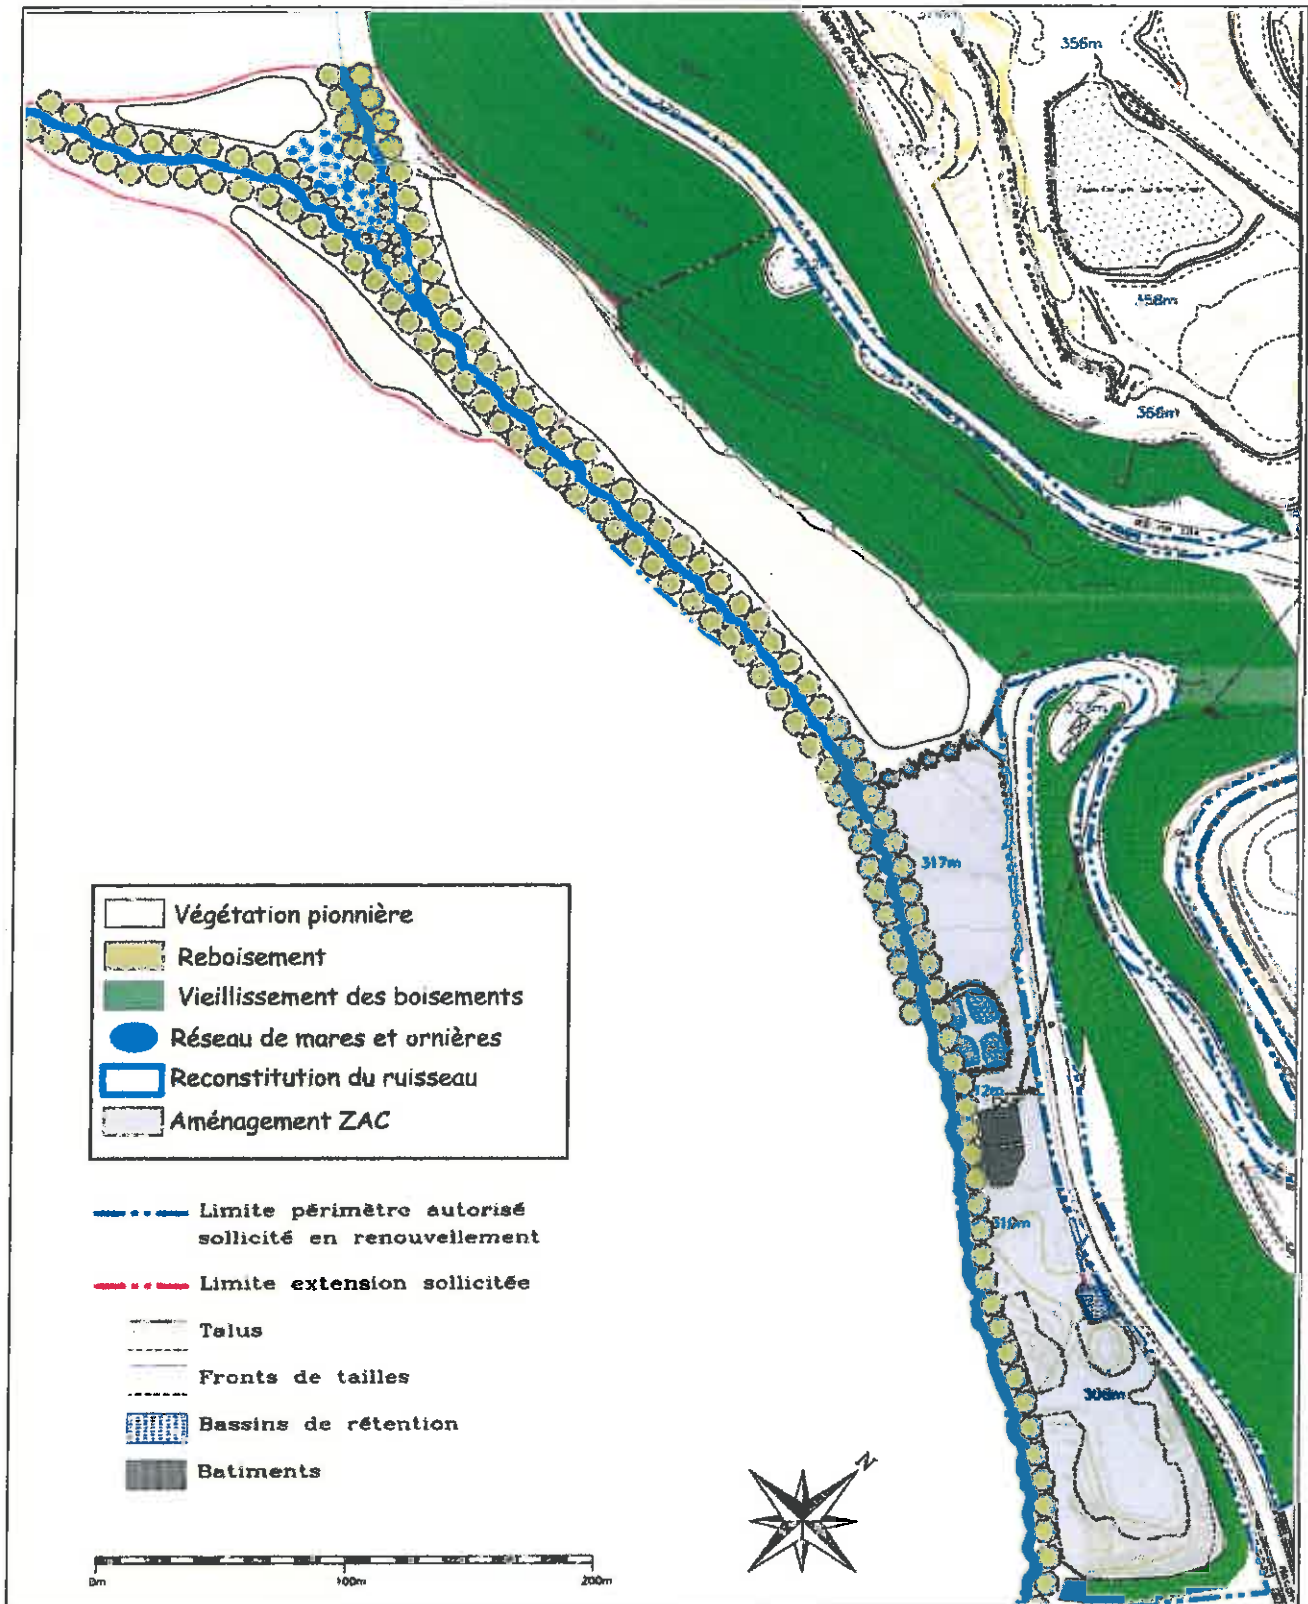 356m
358m
366m
317m
12m
310m
306m
Végétation pionnière
Reboisement
Vieillissement des boisements
Réseau de mares et ornières
Reconstitution du ruisseau
Aménagement ZAC
Limite périmètre autorisé
sollicité en renouvellement
Limite extension sollicitée
Talus
Fronts de tailles
Bassins de rétention
Batiments
N
0m
100m
200m